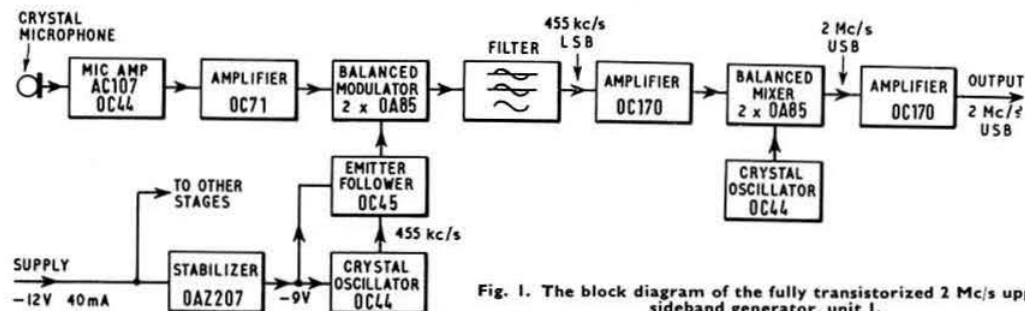 CRYSTAL
MICROPHONE
MIC AMP
AC107
OC44
AMPLIFIER
OC71
BALANCED
MODULATOR
2 x OA85
FILTER
455 kc/s
LSB
AMPLIFIER
OC170
BALANCED
MIXER
2 x OA85
2 Mc/s
USB
AMPLIFIER
OC170
OUTPUT
2 Mc/s
USB
TO OTHER
STAGES
EMITTER
FOLLOWER
OC45
455 kc/s
CRYSTAL
OSCILLATOR
OC44
SUPPLY
-12V 40mA
STABILIZER
OAZ207
-9V
CRYSTAL
OSCILLATOR
OC44
Fig. 1. The block diagram of the fully transistorized 2 Mc/s upp
sideband generator, unit 1.